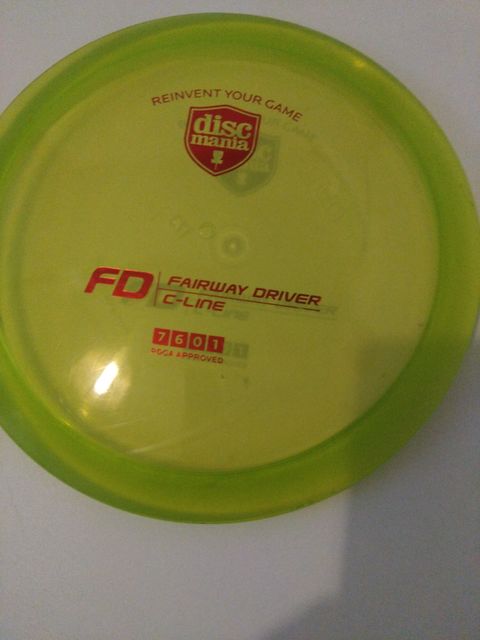 REINVENT YOUR GAME
disc
mania
FD
FAIRWAY DRIVER
C-LINE
7 6 0 1
PDGA APPROVED